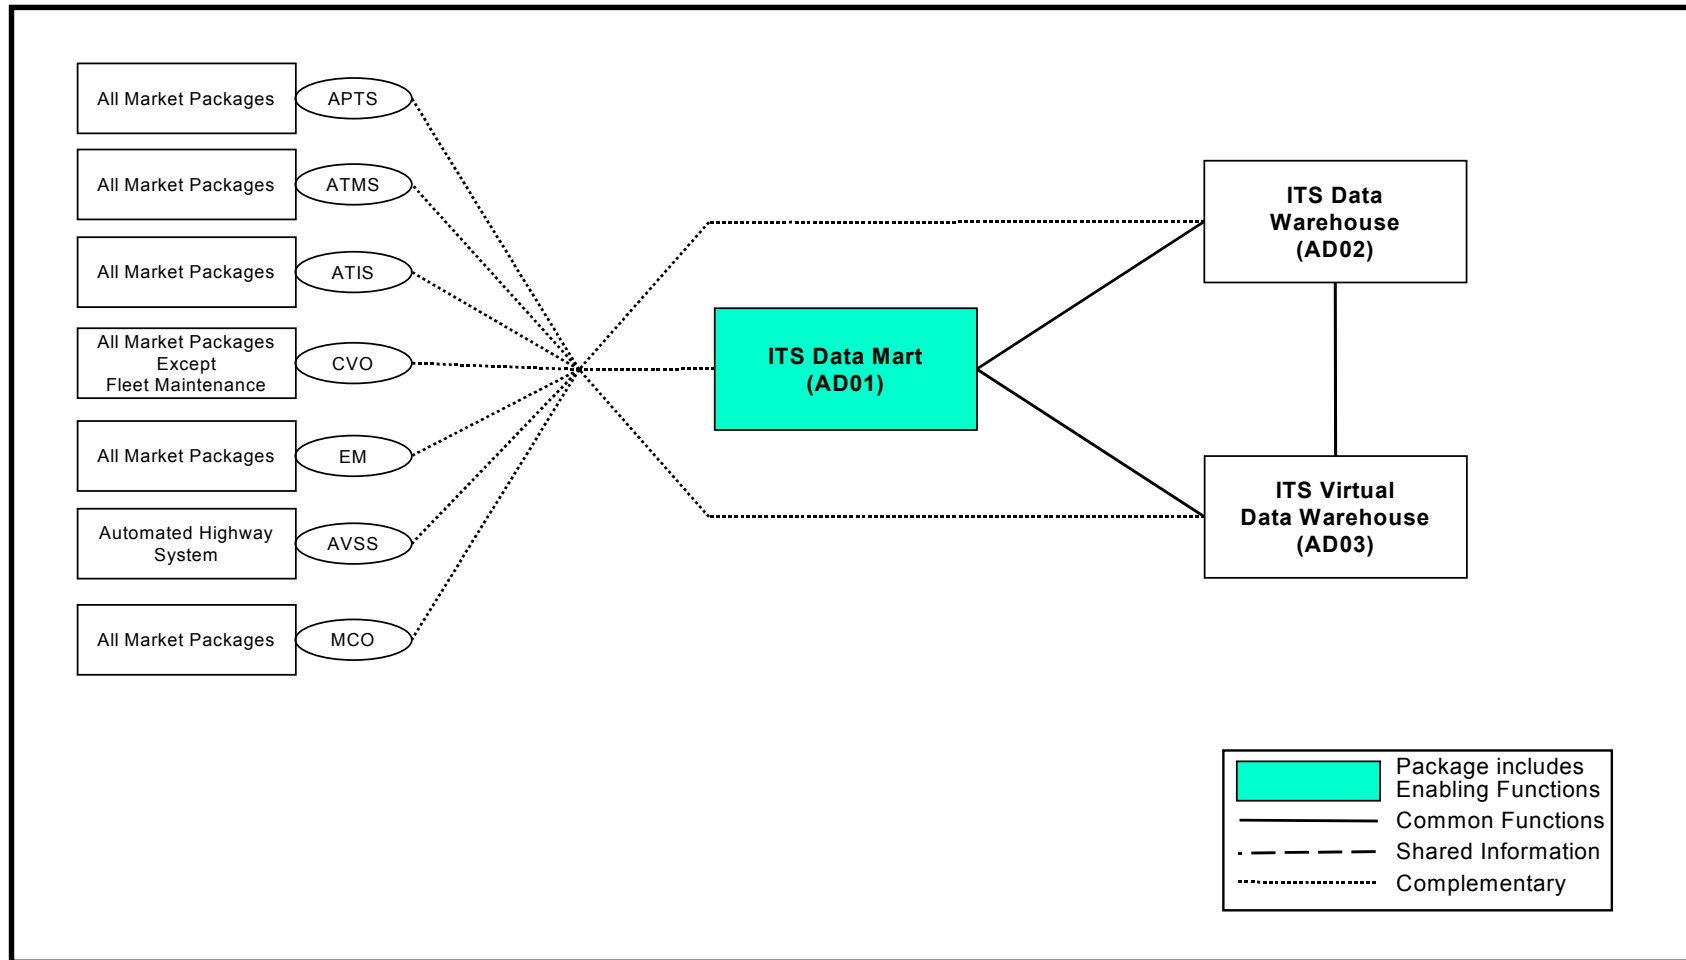 All Market Packages
APTS
All Market Packages
ATMS
All Market Packages
ATIS
All Market Packages
Except
Fleet Maintenance
CVO
All Market Packages
EM
Automated Highway
System
AVSS
All Market Packages
MCO
ITS Data Mart
(AD01)
ITS Data
Warehouse
(AD02)
ITS Virtual
Data Warehouse
(AD03)
Package includes
Enabling Functions
Common Functions
Shared Information
Complementary